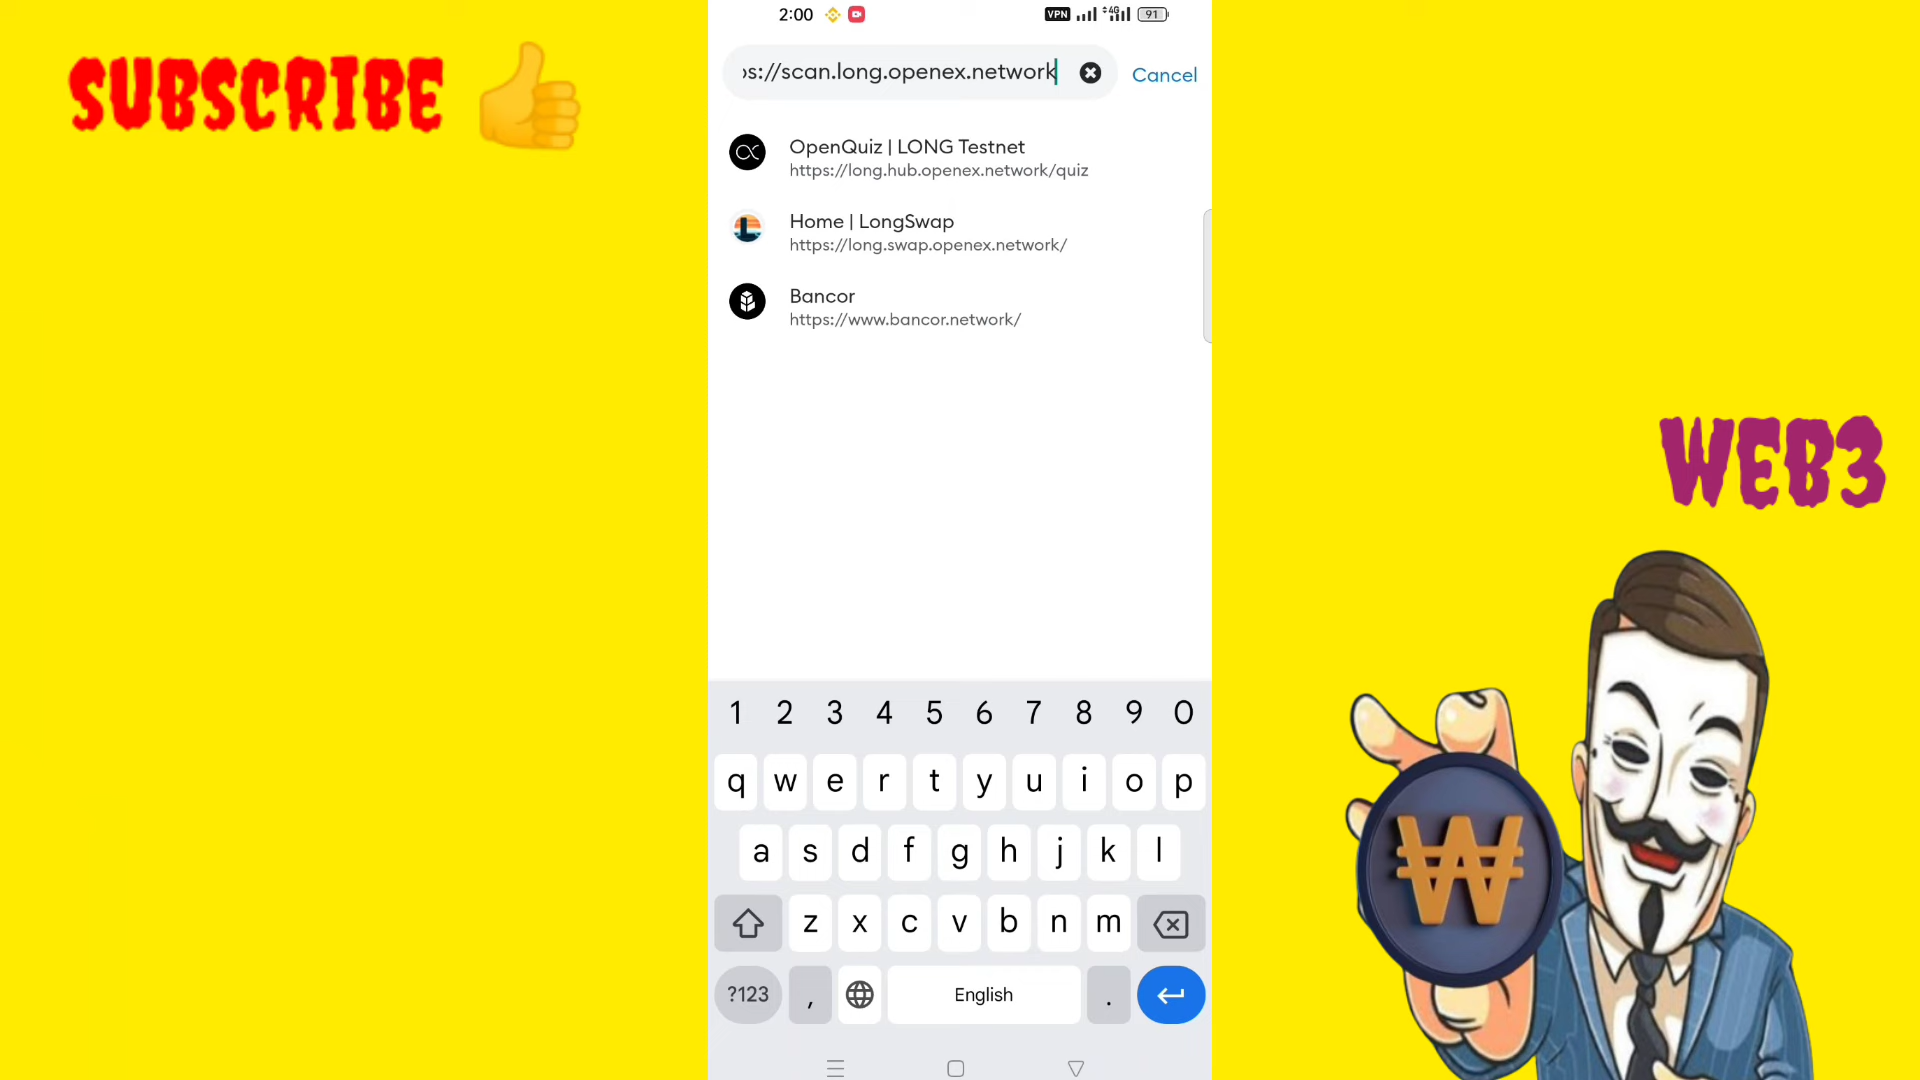 SUBSCRIBE
2:00
VPN
4G
91
ps://scan.long.openex.network
Cancel
OpenQuiz | LONG Testnet
https://long.hub.openex.network/quiz
Home | LongSwap
https://long.swap.openex.network/
Bancor
https://www.bancor.network/
WEB3
1 2 3 4 5 6 7 8 9 0
q w e r t y u i o p
a s d f g h j k l
z x c v b n m
?123 , English .
₩